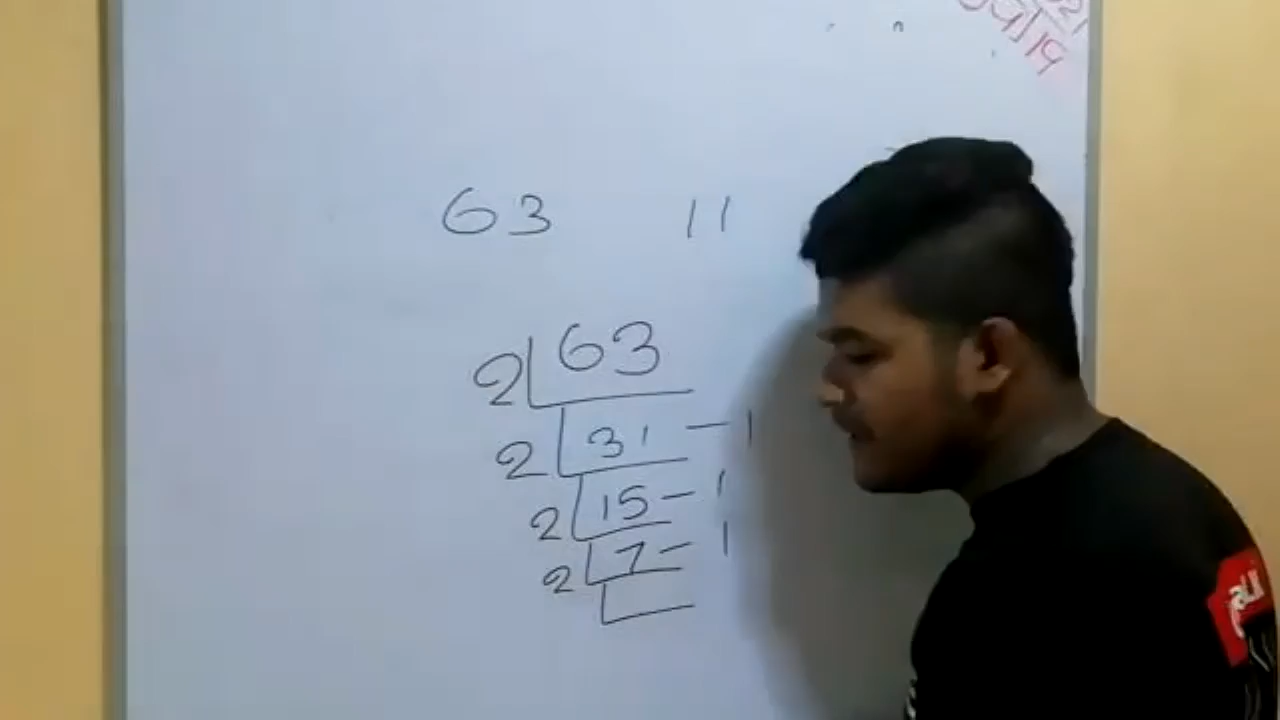 63 11
2 63
2 31 — 1
2 15 — 1
2 7 — 1
2